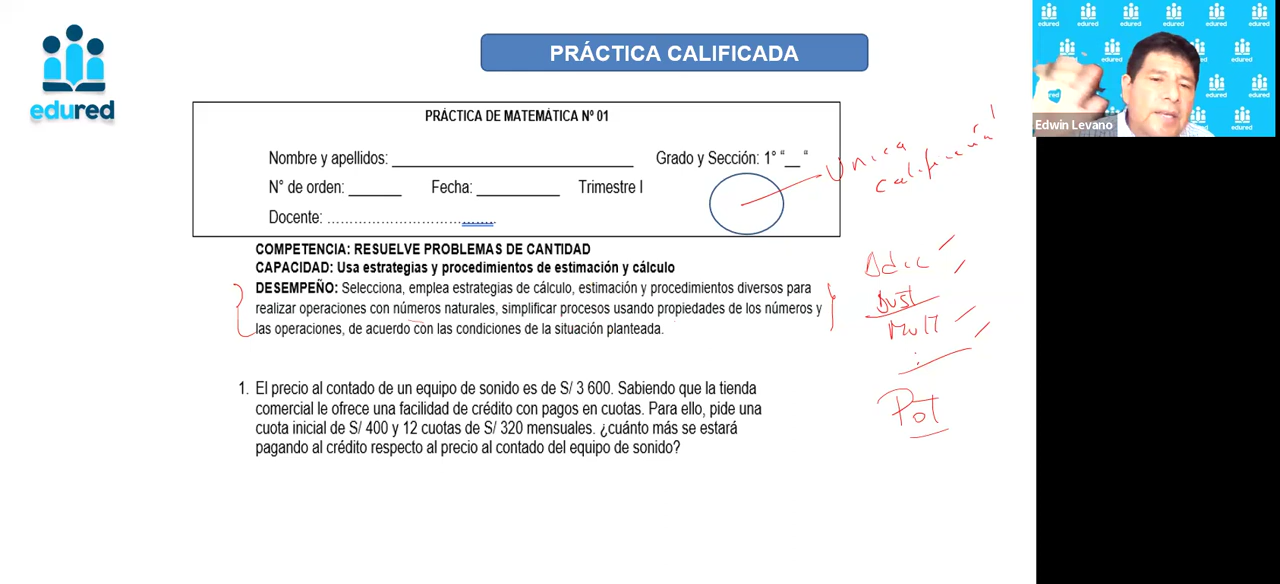 PRÁCTICA CALIFICADA
edured
PRÁCTICA DE MATEMÁTICA Nº 01
Nombre y apellidos: ____________________ Grado y Sección: 1° “__ “
N° de orden: ______ Fecha: _________ Trimestre I
Docente: ……………………………........
Única
calificación
COMPETENCIA: RESUELVE PROBLEMAS DE CANTIDAD
CAPACIDAD: Usa estrategias y procedimientos de estimación y cálculo
DESEMPEÑO: Selecciona, emplea estrategias de cálculo, estimación y procedimientos diversos para
realizar operaciones con números naturales, simplificar procesos usando propiedades de los números y
las operaciones, de acuerdo con las condiciones de la situación planteada.
Adic
Sust
Mult
Pot
1. El precio al contado de un equipo de sonido es de S/ 3 600. Sabiendo que la tienda
comercial le ofrece una facilidad de crédito con pagos en cuotas. Para ello, pide una
cuota inicial de S/ 400 y 12 cuotas de S/ 320 mensuales. ¿cuánto más se estará
pagando al crédito respecto al precio al contado del equipo de sonido?
Edwin Levano